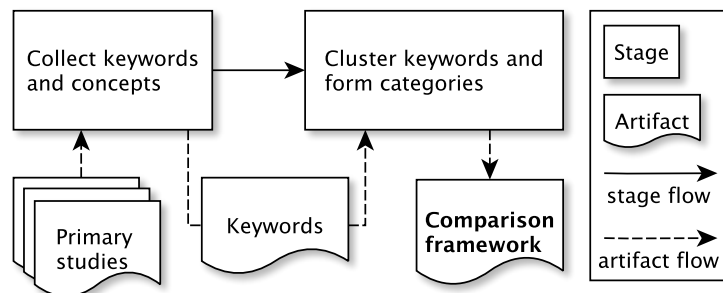 Collect keywords
and concepts
Cluster keywords and
form categories
Primary
studies
Keywords
Comparison
framework
Stage
Artifact
stage flow
artifact flow